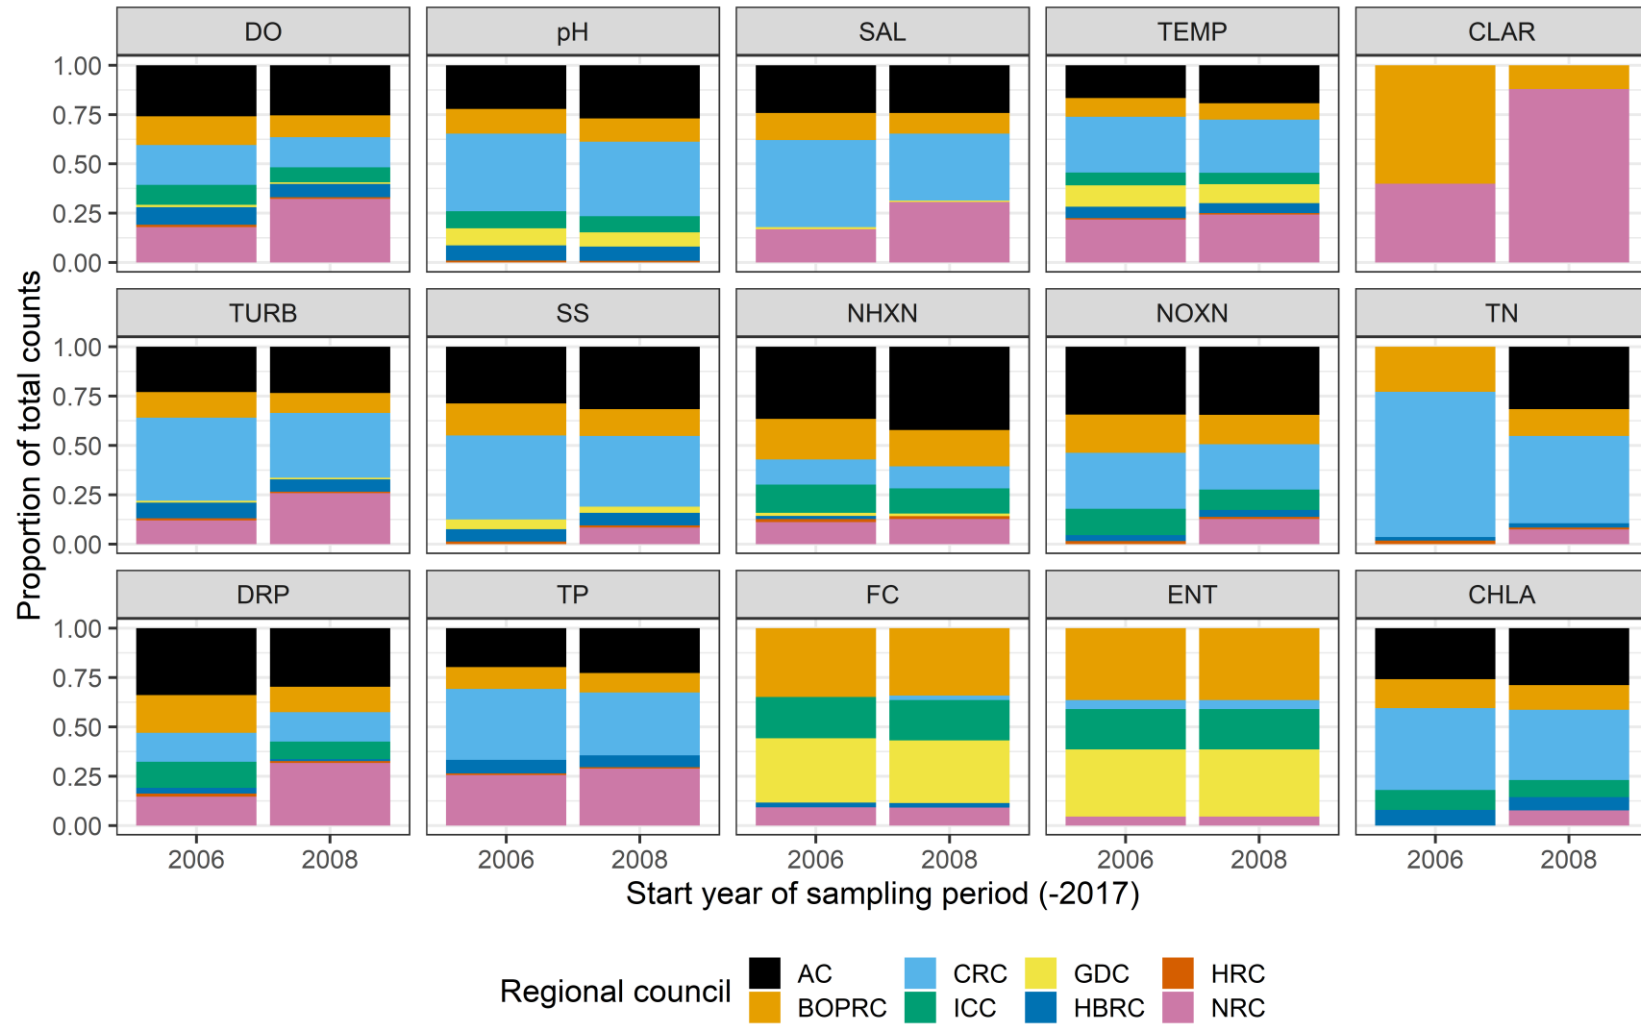 DO pH SAL TEMP CLAR
1.00
0.75
0.50
0.25
0.00
TURB SS NHXN NOXN TN
1.00
0.75
0.50
0.25
0.00
DRP TP FC ENT CHLA
1.00
0.75
0.50
0.25
0.00
Proportion of total counts
2006 2008 2006 2008 2006 2008 2006 2008 2006 2008
Start year of sampling period (-2017)
Regional council
AC CRC GDC HRC
BOPRC ICC HBRC NRC